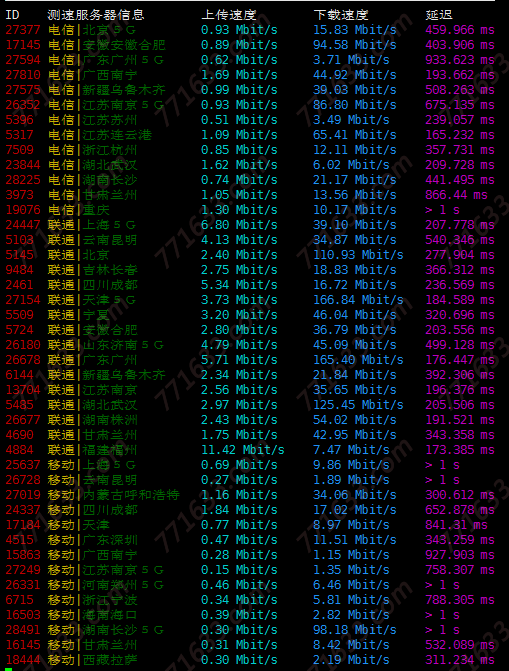 ID 测速服务器信息 上传速度 下载速度 延迟
27377 电信|北京５Ｇ 0.93 Mbit/s 15.83 Mbit/s 459.966 ms
17145 电信|安徽安徽合肥 0.89 Mbit/s 94.58 Mbit/s 403.906 ms
27594 电信|广东广州５Ｇ 0.62 Mbit/s 3.71 Mbit/s 933.623 ms
27810 电信|广西南宁 1.69 Mbit/s 44.92 Mbit/s 193.662 ms
27575 电信|新疆乌鲁木齐 0.99 Mbit/s 39.03 Mbit/s 508.263 ms
26352 电信|江苏南京５Ｇ 0.93 Mbit/s 86.80 Mbit/s 675.135 ms
5396 电信|江苏苏州 0.51 Mbit/s 3.49 Mbit/s 239.057 ms
5317 电信|江苏连云港 1.09 Mbit/s 65.41 Mbit/s 165.232 ms
7509 电信|浙江杭州 0.85 Mbit/s 12.11 Mbit/s 357.731 ms
23844 电信|湖北武汉 1.62 Mbit/s 6.02 Mbit/s 209.728 ms
28225 电信|湖南长沙 0.74 Mbit/s 21.17 Mbit/s 441.495 ms
3973 电信|甘肃兰州 1.05 Mbit/s 13.56 Mbit/s 866.44 ms
19076 电信|重庆 1.30 Mbit/s 10.17 Mbit/s > 1 s
24447 联通|上海５Ｇ 6.80 Mbit/s 39.10 Mbit/s 207.778 ms
5103 联通|云南昆明 4.13 Mbit/s 34.87 Mbit/s 540.346 ms
5145 联通|北京 2.40 Mbit/s 110.93 Mbit/s 277.904 ms
9484 联通|吉林长春 2.75 Mbit/s 18.83 Mbit/s 366.312 ms
2461 联通|四川成都 5.34 Mbit/s 16.72 Mbit/s 236.569 ms
27154 联通|天津５Ｇ 3.73 Mbit/s 166.84 Mbit/s 184.589 ms
5509 联通|宁夏 3.20 Mbit/s 46.04 Mbit/s 320.696 ms
5724 联通|安徽合肥 2.80 Mbit/s 36.79 Mbit/s 203.556 ms
26180 联通|山东济南５Ｇ 4.79 Mbit/s 45.09 Mbit/s 499.128 ms
26678 联通|广东广州 5.71 Mbit/s 165.40 Mbit/s 176.447 ms
6144 联通|新疆乌鲁木齐 2.34 Mbit/s 21.84 Mbit/s 392.306 ms
13704 联通|江苏南京 2.56 Mbit/s 35.65 Mbit/s 196.376 ms
5485 联通|湖北武汉 2.97 Mbit/s 125.45 Mbit/s 205.506 ms
26677 联通|湖南株洲 2.43 Mbit/s 54.02 Mbit/s 191.521 ms
4690 联通|甘肃兰州 1.75 Mbit/s 42.95 Mbit/s 343.358 ms
4884 联通|福建福州 11.42 Mbit/s 7.47 Mbit/s 173.385 ms
25637 移动|上海５Ｇ 0.69 Mbit/s 9.86 Mbit/s > 1 s
26728 移动|云南昆明 0.27 Mbit/s 1.89 Mbit/s > 1 s
27019 移动|内蒙古呼和浩特 1.16 Mbit/s 34.06 Mbit/s 300.612 ms
24337 移动|四川成都 1.84 Mbit/s 17.02 Mbit/s 652.878 ms
17184 移动|天津 0.77 Mbit/s 8.97 Mbit/s 841.31 ms
4515 移动|广东深圳 0.47 Mbit/s 11.51 Mbit/s 343.259 ms
15863 移动|广西南宁 0.28 Mbit/s 1.15 Mbit/s 927.903 ms
27249 移动|江苏南京５Ｇ 0.15 Mbit/s 1.35 Mbit/s 758.307 ms
26331 移动|河南郑州５Ｇ 0.46 Mbit/s 6.46 Mbit/s > 1 s
6715 移动|浙江宁波 0.34 Mbit/s 5.81 Mbit/s 788.305 ms
16503 移动|海南海口 0.39 Mbit/s 2.82 Mbit/s > 1 s
28491 移动|湖南长沙５Ｇ 0.30 Mbit/s 98.18 Mbit/s > 1 s
16145 移动|甘肃兰州 0.31 Mbit/s 8.42 Mbit/s 532.089 ms
18444 移动|西藏拉萨 0.30 Mbit/s 2.19 Mbit/s 311.234 ms